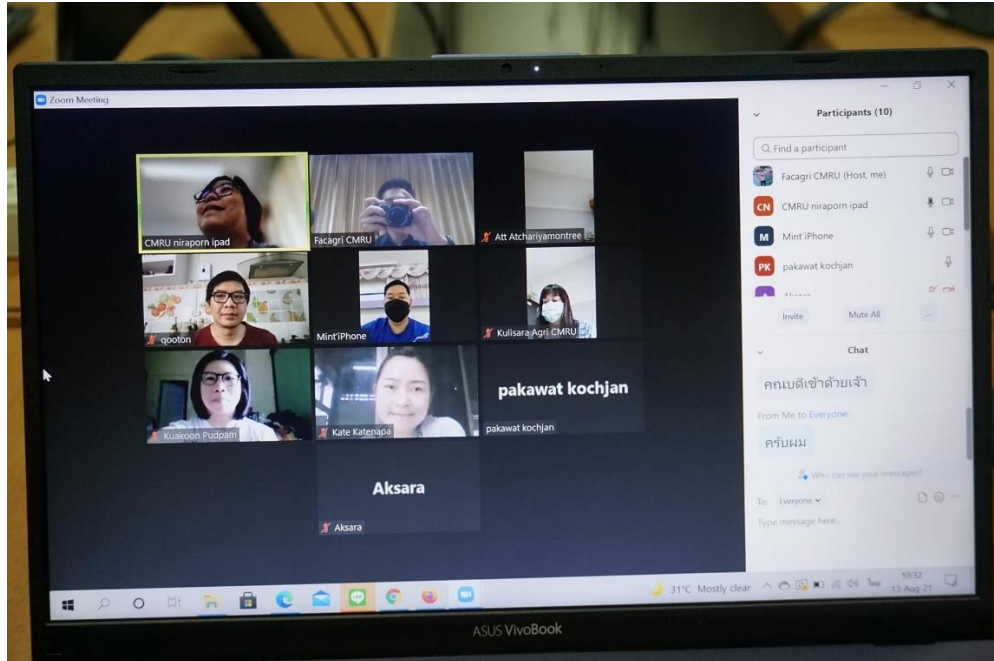 Zoom Meeting
CMRU niraporn ipad
Facagri CMRU
Att Atchariyamontree
qooton
Mint'iPhone
Kulisara Agri CMRU
Kuakoon Pudpam
Kate Katenapa
pakawat kochjan
pakawat kochjan
Aksara
Aksara
Participants (10)
Find a participant
Facagri CMRU (Host, me)
CN CMRU niraporn ipad
M Mint'iPhone
PK pakawat kochjan
Invite Mute All ...
Chat
คณบดีเข้าด้วยเจ้า
From Me to Everyone:
ครับผม
Who can see your messages?
To: Everyone
Type message here...
31°C Mostly clear
ไทย
10:32
13-Aug-21
ASUS VivoBook